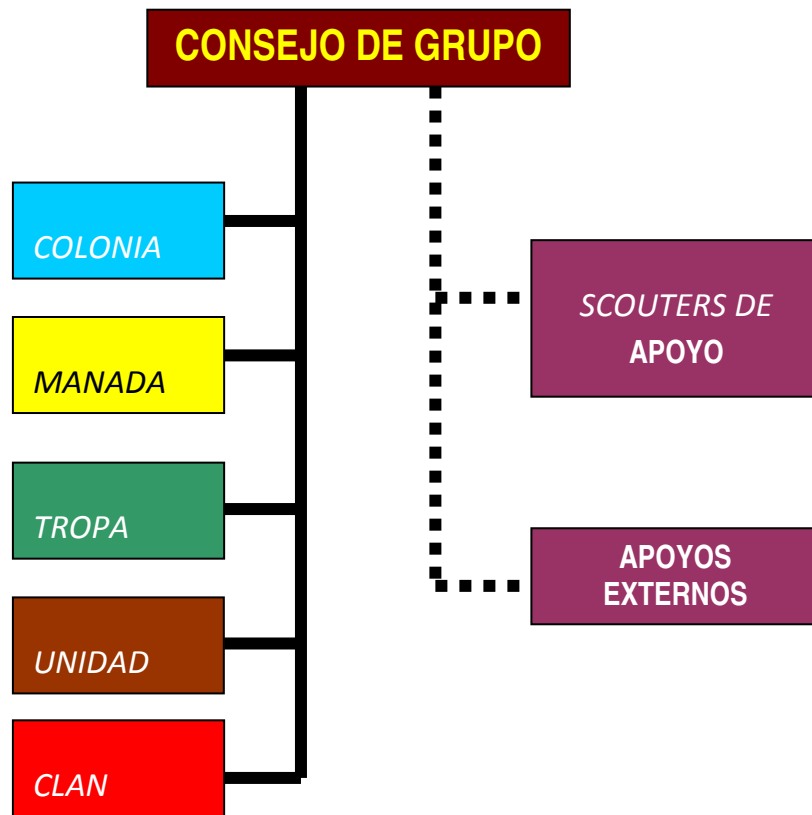 CONSEJO DE GRUPO
COLONIA
MANADA
TROPA
UNIDAD
CLAN
SCOUTERS DE
APOYO
APOYOS
EXTERNOS